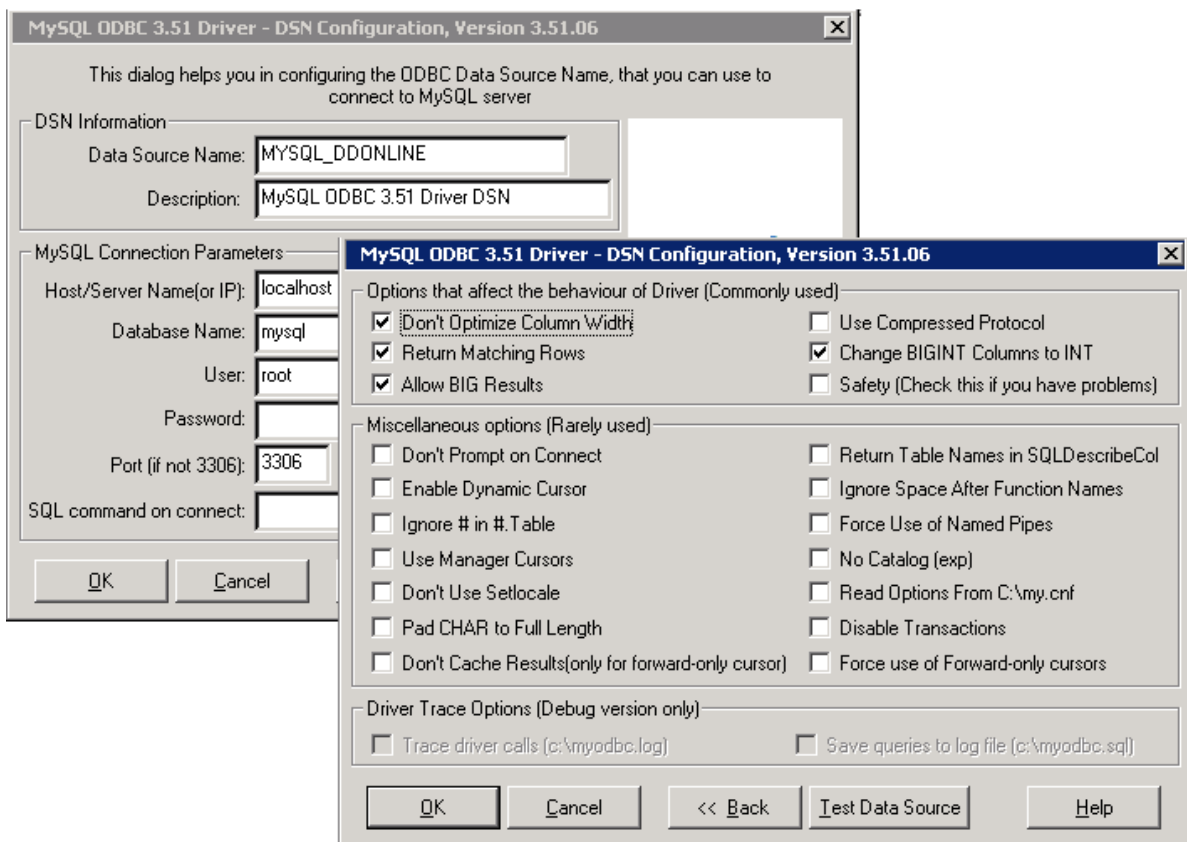 MySQL ODBC 3.51 Driver - DSN Configuration, Version 3.51.06
This dialog helps you in configuring the ODBC Data Source Name, that you can use to
connect to MySQL server
DSN Information
Data Source Name: MYSQL_DDONLINE
Description: MySQL ODBC 3.51 Driver DSN
MySQL Connection Parameters
Host/Server Name(or IP): localhost
Database Name: mysql
User: root
Password:
Port (if not 3306): 3306
SQL command on connect:
OK Cancel
MySQL ODBC 3.51 Driver - DSN Configuration, Version 3.51.06
Options that affect the behaviour of Driver (Commonly used)
Don't Optimize Column Width Use Compressed Protocol
Return Matching Rows Change BIGINT Columns to INT
Allow BIG Results Safety (Check this if you have problems)
Miscellaneous options (Rarely used)
Don't Prompt on Connect Return Table Names in SQLDescribeCol
Enable Dynamic Cursor Ignore Space After Function Names
Ignore # in #.Table Force Use of Named Pipes
Use Manager Cursors No Catalog (exp)
Don't Use Setlocale Read Options From C:\my.cnf
Pad CHAR to Full Length Disable Transactions
Don't Cache Results(only for forward-only cursor) Force use of Forward-only cursors
Driver Trace Options (Debug version only)
Trace driver calls (c:\myodbc.log) Save queries to log file (c:\myodbc.sql)
OK Cancel << Back Test Data Source Help